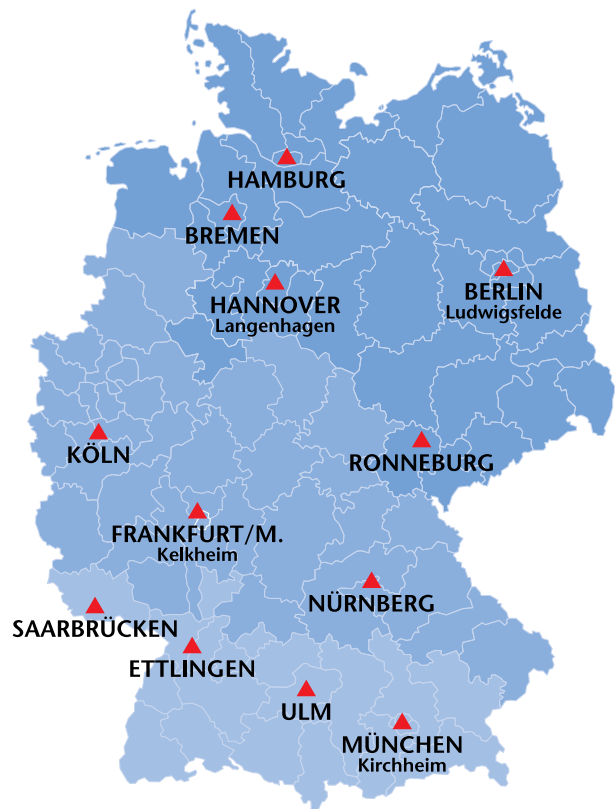 HAMBURG
BREMEN
HANNOVER
Langenhagen
BERLIN
Ludwigsfelde
KÖLN
RONNEBURG
FRANKFURT/M.
Kelkheim
NÜRNBERG
SAARBRÜCKEN
ETTLINGEN
ULM
MÜNCHEN
Kirchheim